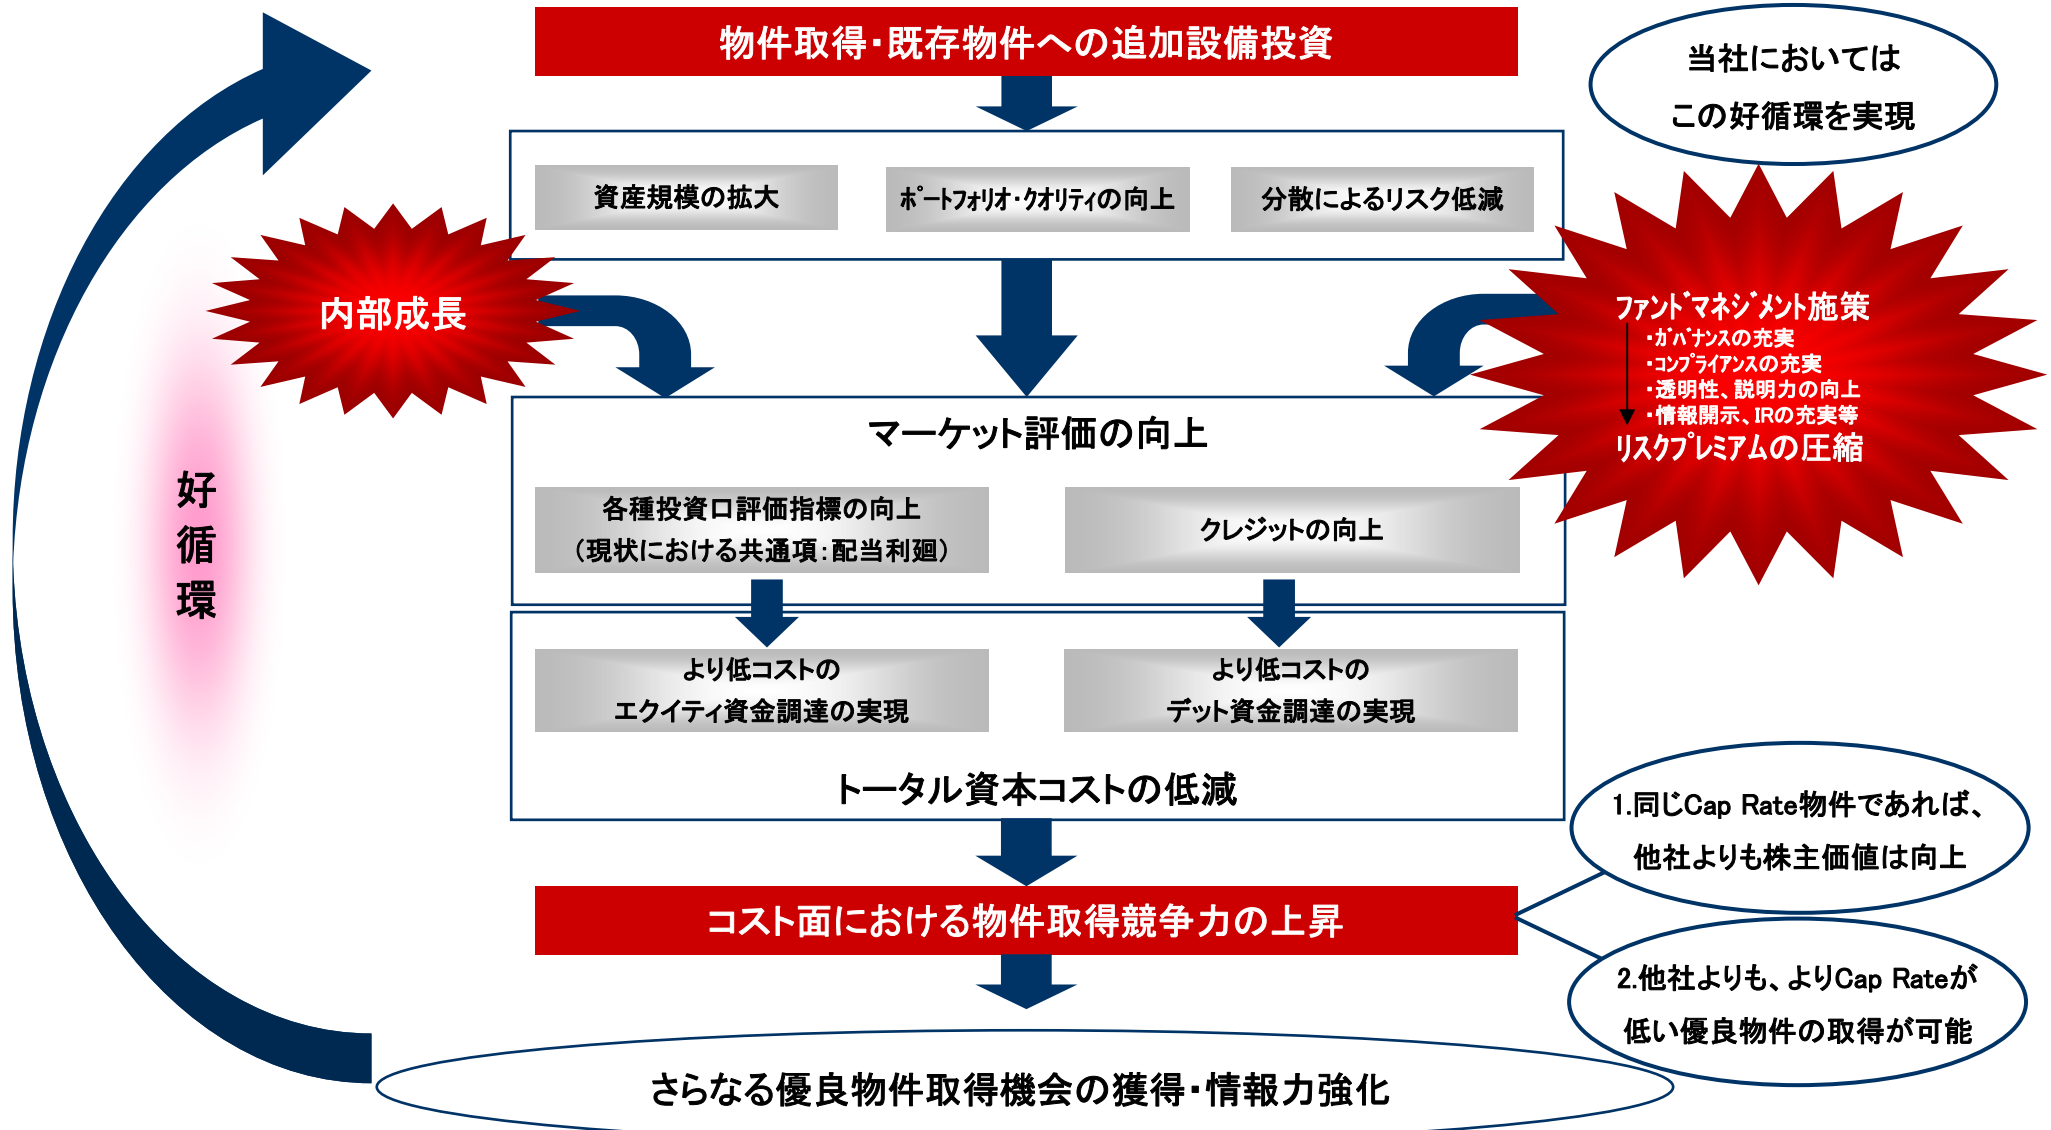 物件取得・既存物件への追加設備投資
当社においては
この好循環を実現
資産規模の拡大
ﾎﾟｰﾄﾌｫﾘｵ・ｸｵﾘﾃｨの向上
分散によるリスク低減
内部成長
ﾌｧﾝﾄﾞﾏﾈｼﾞﾒﾝﾄ施策
・ｶﾞﾊﾞﾅﾝｽの充実
・ｺﾝﾌﾟﾗｲｱﾝｽの充実
・透明性、説明力の向上
・情報開示、IRの充実等
ﾘｽｸﾌﾟﾚﾐｱﾑの圧縮
マーケット評価の向上
各種投資口評価指標の向上
（現状における共通項：配当利廻）
クレジットの向上
好
循
環
より低コストの
エクイティ資金調達の実現
より低コストの
デット資金調達の実現
トータル資本コストの低減
1.同じCap Rate物件であれば、
他社よりも株主価値は向上
コスト面における物件取得競争力の上昇
2.他社よりも、よりCap Rateが
低い優良物件の取得が可能
さらなる優良物件取得機会の獲得・情報力強化